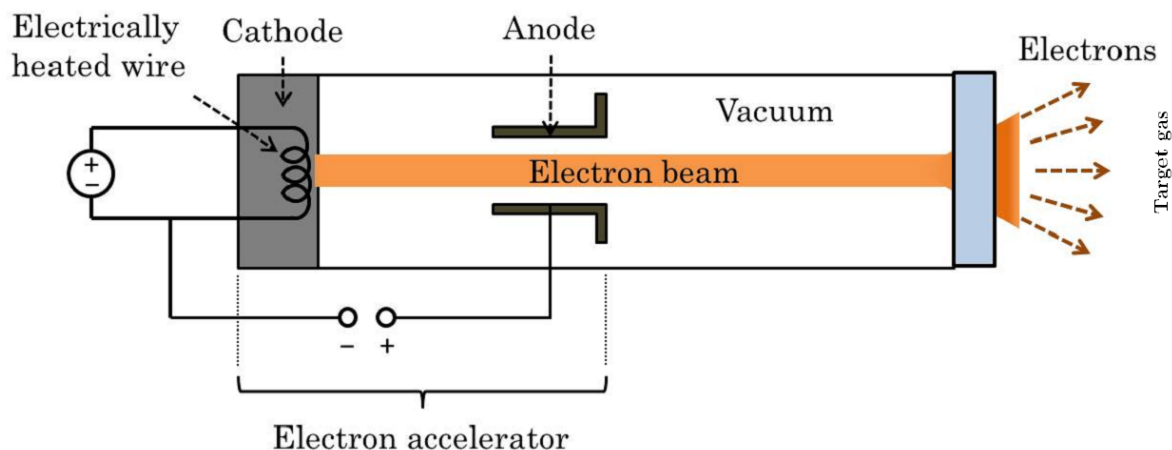 Electrically
heated wire
Cathode
Anode
Electrons
Vacuum
Electron beam
Target gas
+
−
− +
Electron accelerator